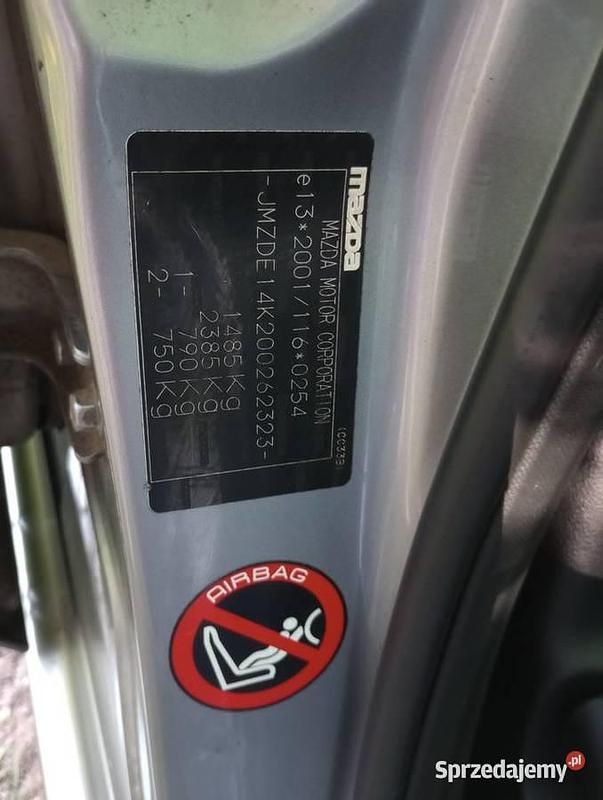 mazda
MAZDA MOTOR CORPORATION
e13*2001/116*0254
-JMZDE14K200262323-
1485Kg
2385Kg
1- 790Kg
2- 750Kg
AIRBAG
Sprzedajemy.pl